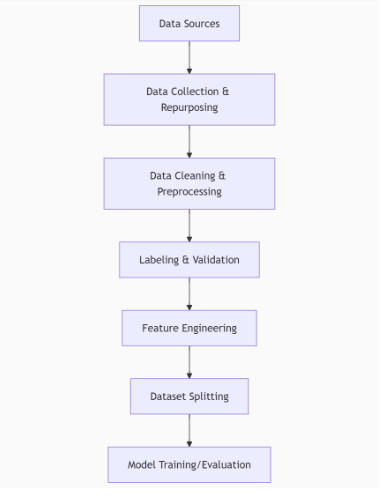 Data Sources
Data Collection &
Repurposing
Data Cleaning &
Preprocessing
Labeling & Validation
Feature Engineering
Dataset Splitting
Model Training/Evaluation